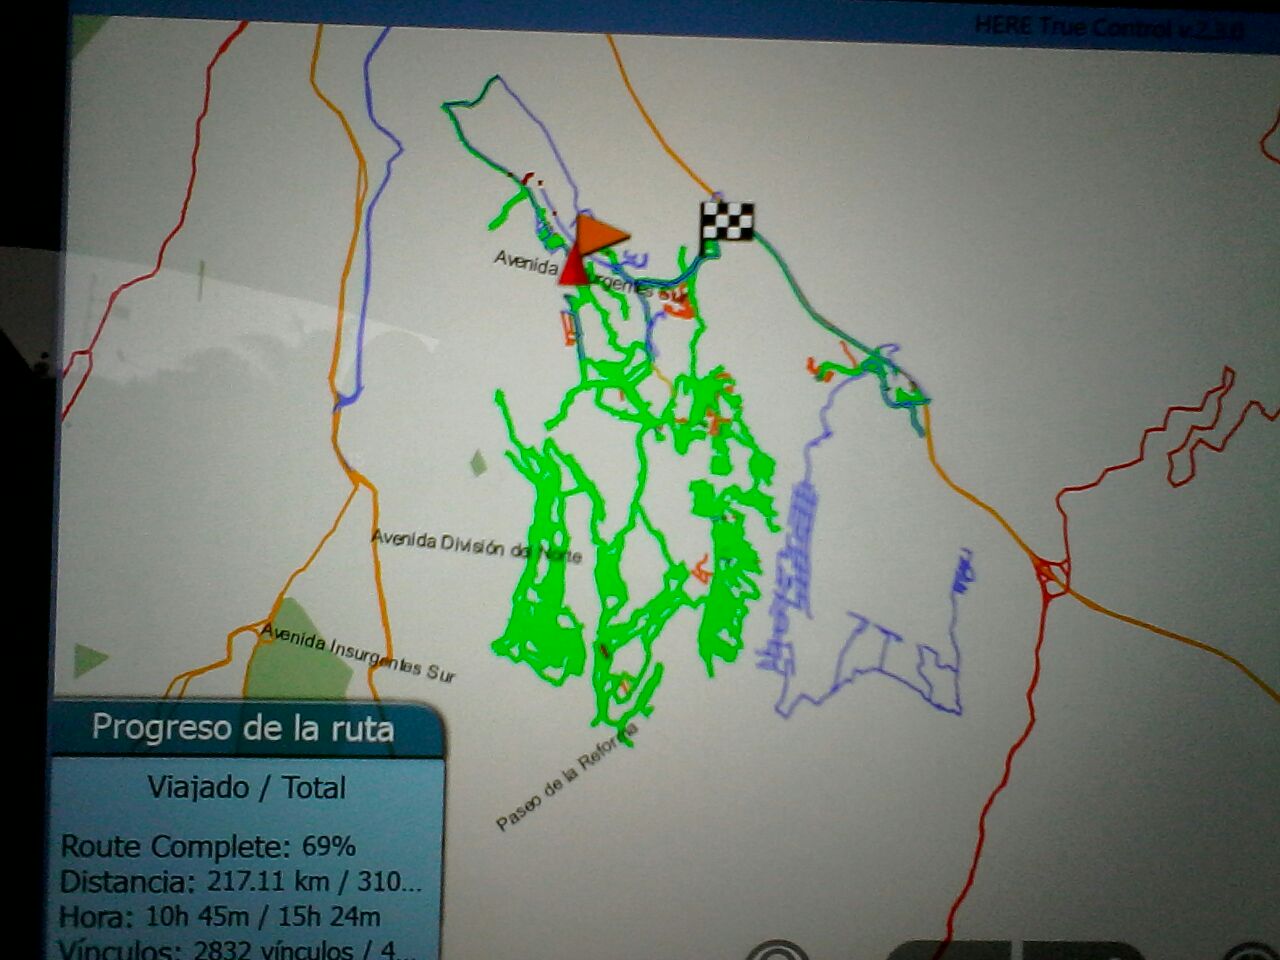 HERE True Control v.2.3.0
Avenida Insurgentes Sur
Avenida División del Norte
Avenida Insurgentes Sur
Paseo de la Reforma
Progreso de la ruta
Viajado / Total
Route Complete: 69%
Distancia: 217.11 km / 310...
Hora: 10h 45m / 15h 24m
Vínculos: 2832 vínculos / 4...